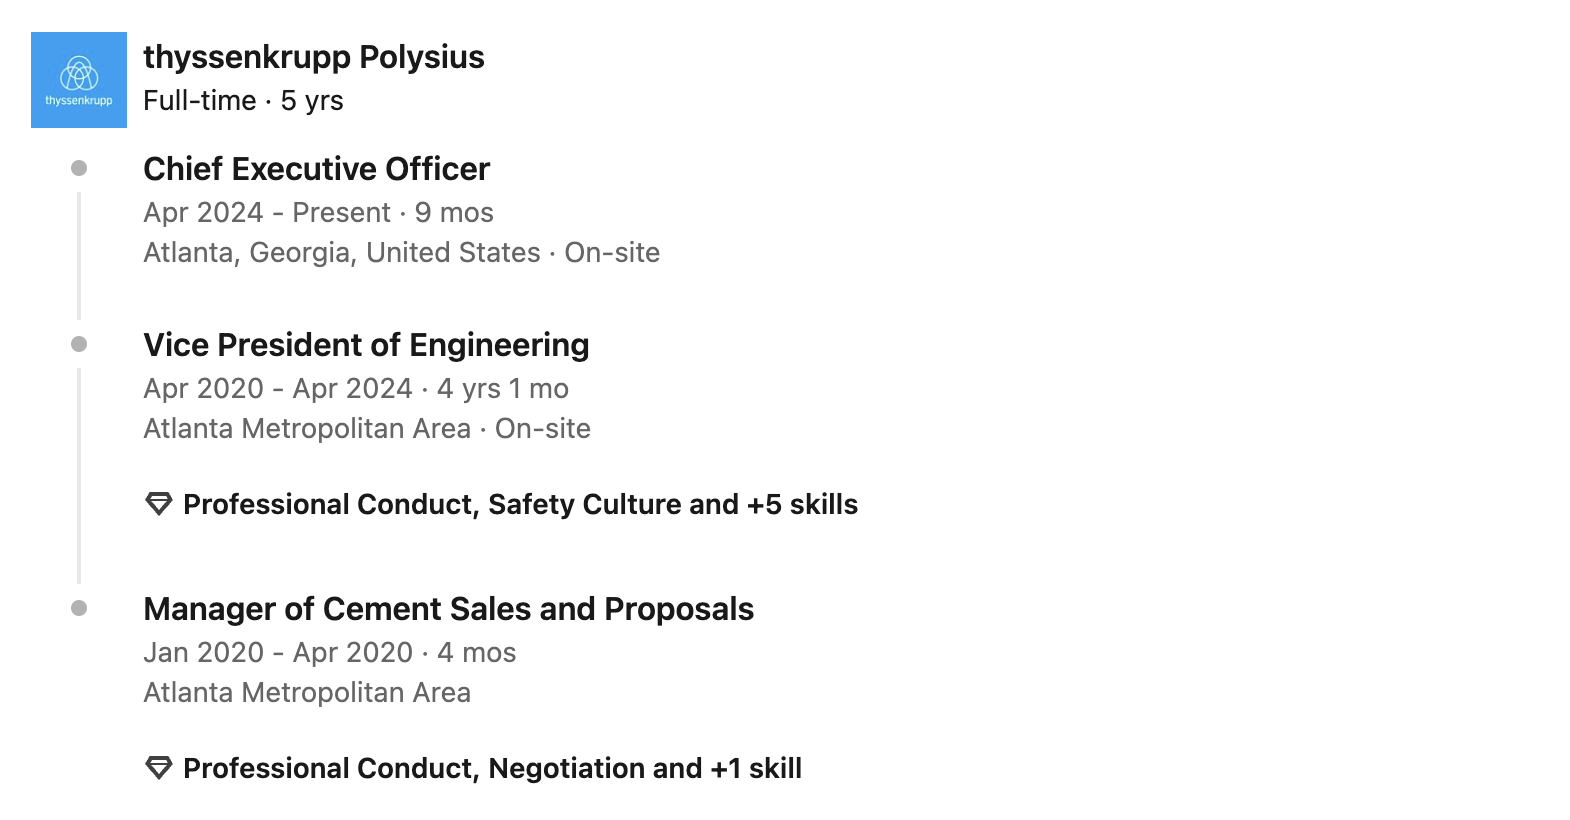 thyssenkrupp
thyssenkrupp Polysius
Full-time · 5 yrs
Chief Executive Officer
Apr 2024 - Present · 9 mos
Atlanta, Georgia, United States · On-site
Vice President of Engineering
Apr 2020 - Apr 2024 · 4 yrs 1 mo
Atlanta Metropolitan Area · On-site
Professional Conduct, Safety Culture and +5 skills
Manager of Cement Sales and Proposals
Jan 2020 - Apr 2020 · 4 mos
Atlanta Metropolitan Area
Professional Conduct, Negotiation and +1 skill